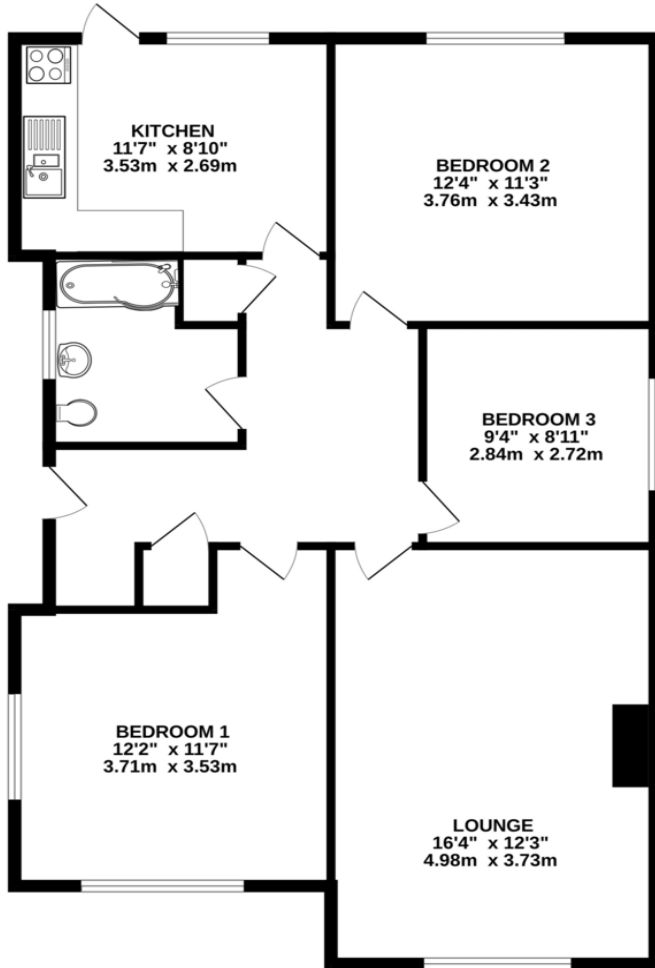 KITCHEN
11'7" x 8'10"
3.53m x 2.69m
BEDROOM 2
12'4" x 11'3"
3.76m x 3.43m
BEDROOM 3
9'4" x 8'11"
2.84m x 2.72m
BEDROOM 1
12'2" x 11'7"
3.71m x 3.53m
LOUNGE
16'4" x 12'3"
4.98m x 3.73m